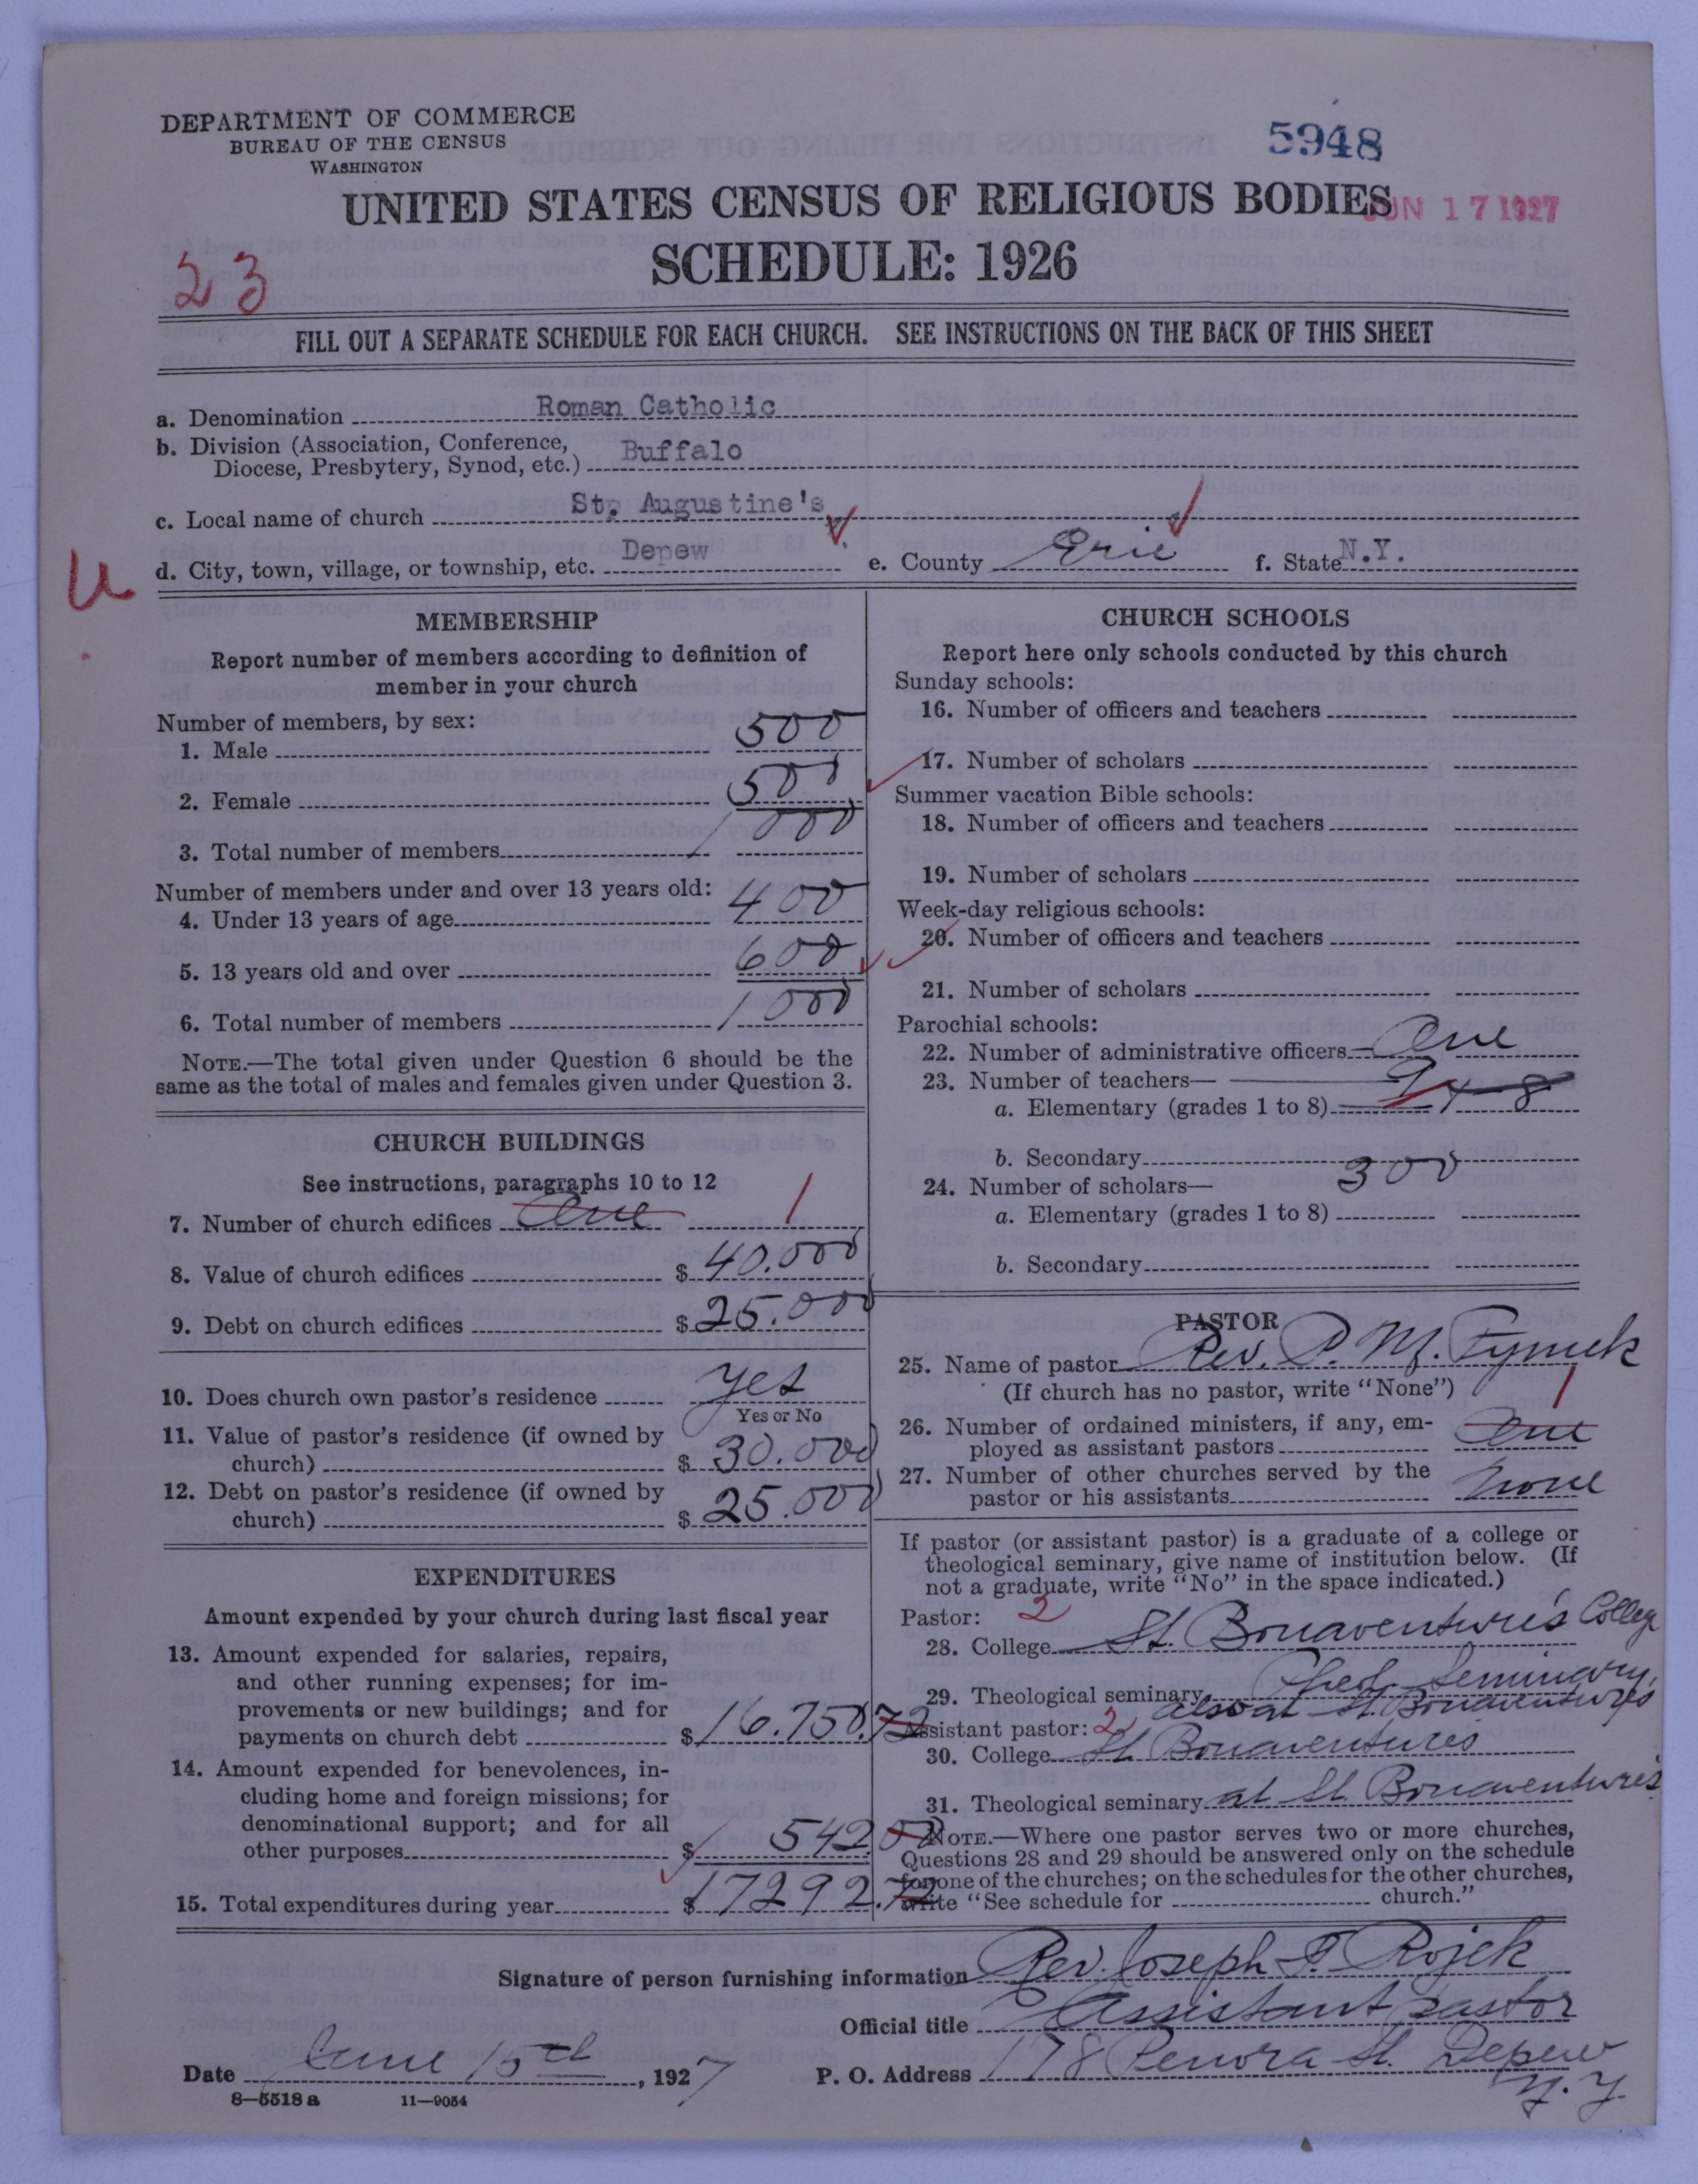 DEPARTMENT OF COMMERCE
BUREAU OF THE CENSUS
WASHINGTON
5948
UNITED STATES CENSUS OF RELIGIOUS BODIES
JUN 17 1927
SCHEDULE: 1926
23
FILL OUT A SEPARATE SCHEDULE FOR EACH CHURCH. SEE INSTRUCTIONS ON THE BACK OF THIS SHEET
a. Denomination Roman Catholic
b. Division (Association, Conference,
Diocese, Presbytery, Synod, etc.) Buffalo
c. Local name of church St. Augustine's
d. City, town, village, or township, etc. Depew e. County Erie f. State N.Y.
U
MEMBERSHIP
Report number of members according to definition of
member in your church
Number of members, by sex:
1. Male 500
2. Female 500
3. Total number of members 1000
Number of members under and over 13 years old:
4. Under 13 years of age 400
5. 13 years old and over 600
6. Total number of members 1000
NOTE.—The total given under Question 6 should be the
same as the total of males and females given under Question 3.
CHURCH BUILDINGS
See instructions, paragraphs 10 to 12
7. Number of church edifices One 1
8. Value of church edifices $ 40.000
9. Debt on church edifices $ 25.000
10. Does church own pastor's residence yes
Yes or No
11. Value of pastor's residence (if owned by
church) $ 30.000
12. Debt on pastor's residence (if owned by
church) $ 25.000
EXPENDITURES
Amount expended by your church during last fiscal year
13. Amount expended for salaries, repairs,
and other running expenses; for im-
provements or new buildings; and for
payments on church debt $ 16.750.72
14. Amount expended for benevolences, in-
cluding home and foreign missions; for
denominational support; and for all
other purposes $ 542.00
15. Total expenditures during year $ 17292.72
CHURCH SCHOOLS
Report here only schools conducted by this church
Sunday schools:
16. Number of officers and teachers
17. Number of scholars
Summer vacation Bible schools:
18. Number of officers and teachers
19. Number of scholars
Week-day religious schools:
20. Number of officers and teachers
21. Number of scholars
Parochial schools:
22. Number of administrative officers One
23. Number of teachers—
a. Elementary (grades 1 to 8) 8
b. Secondary
24. Number of scholars— 300
a. Elementary (grades 1 to 8)
b. Secondary
PASTOR
25. Name of pastor Rev. P. M.
(If church has no pastor, write "None")
26. Number of ordained ministers, if any, em-
ployed as assistant pastors One 1
27. Number of other churches served by the
pastor or his assistants none
If pastor (or assistant pastor) is a graduate of a college or
theological seminary, give name of institution below. (If
not a graduate, write "No" in the space indicated.)
Pastor: 2
28. College St. Bonaventure's College
29. Theological seminary Theol. Seminary,
also at St. Bonaventures
Assistant pastor: 2
30. College St Bonaventures
31. Theological seminary at St. Bonaventure's
NOTE.—Where one pastor serves two or more churches,
Questions 28 and 29 should be answered only on the schedule
for one of the churches; on the schedules for the other churches,
write "See schedule for church."
Signature of person furnishing information Rev. Joseph F. Rojek
Official title Assistant pastor
Date June 15th, 1927 P. O. Address 178 Penora St. Depew
N.Y.
8—5518 a 11—9054